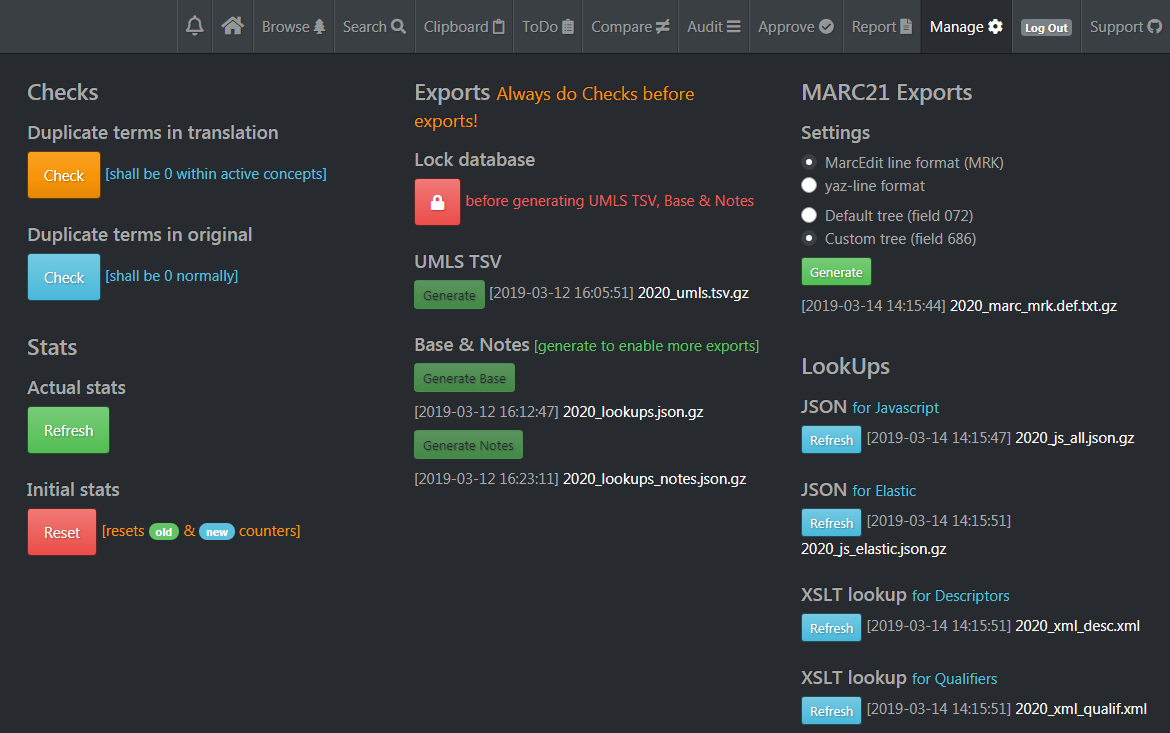 Browse Search Clipboard ToDo Compare Audit Approve Report Manage Log Out Support
Checks
Duplicate terms in translation
Check [shall be 0 within active concepts]
Duplicate terms in original
Check [shall be 0 normally]
Stats
Actual stats
Refresh
Initial stats
Reset [resets old & new counters]
Exports Always do Checks before
exports!
Lock database
before generating UMLS TSV, Base & Notes
UMLS TSV
Generate [2019-03-12 16:05:51] 2020_umls.tsv.gz
Base & Notes [generate to enable more exports]
Generate Base
[2019-03-12 16:12:47] 2020_lookups.json.gz
Generate Notes
[2019-03-12 16:23:11] 2020_lookups_notes.json.gz
MARC21 Exports
Settings
MarcEdit line format (MRK)
yaz-line format
Default tree (field 072)
Custom tree (field 686)
Generate
[2019-03-14 14:15:44] 2020_marc_mrk.def.txt.gz
LookUps
JSON for Javascript
Refresh [2019-03-14 14:15:47] 2020_js_all.json.gz
JSON for Elastic
Refresh [2019-03-14 14:15:51]
2020_js_elastic.json.gz
XSLT lookup for Descriptors
Refresh [2019-03-14 14:15:51] 2020_xml_desc.xml
XSLT lookup for Qualifiers
Refresh [2019-03-14 14:15:51] 2020_xml_qualif.xml